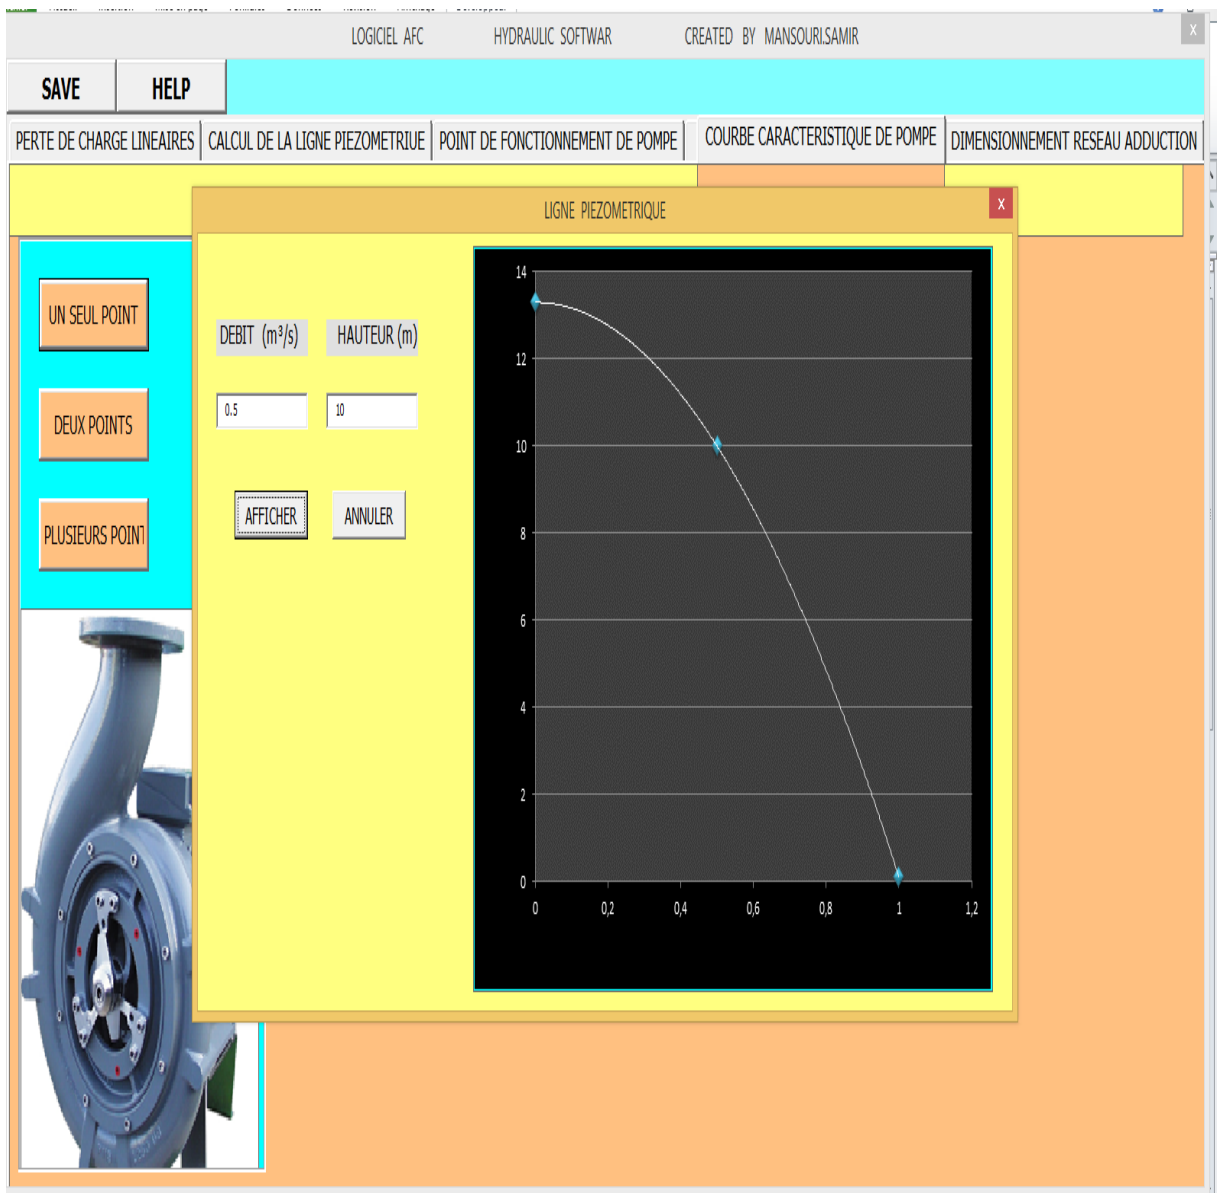 LOGICIEL AFC HYDRAULIC SOFTWAR CREATED BY MANSOURI.SAMIR
SAVE HELP
PERTE DE CHARGE LINEAIRES CALCUL DE LA LIGNE PIEZOMETRIUE POINT DE FONCTIONNEMENT DE POMPE COURBE CARACTERISTIQUE DE POMPE DIMENSIONNEMENT RESEAU ADDUCTION
LIGNE PIEZOMETRIQUE
UN SEUL POINT
DEUX POINTS
PLUSIEURS POINT
DEBIT (m³/s) HAUTEUR (m)
0.5 10
AFFICHER ANNULER
14
12
10
8
6
4
2
0
0 0,2 0,4 0,6 0,8 1 1,2